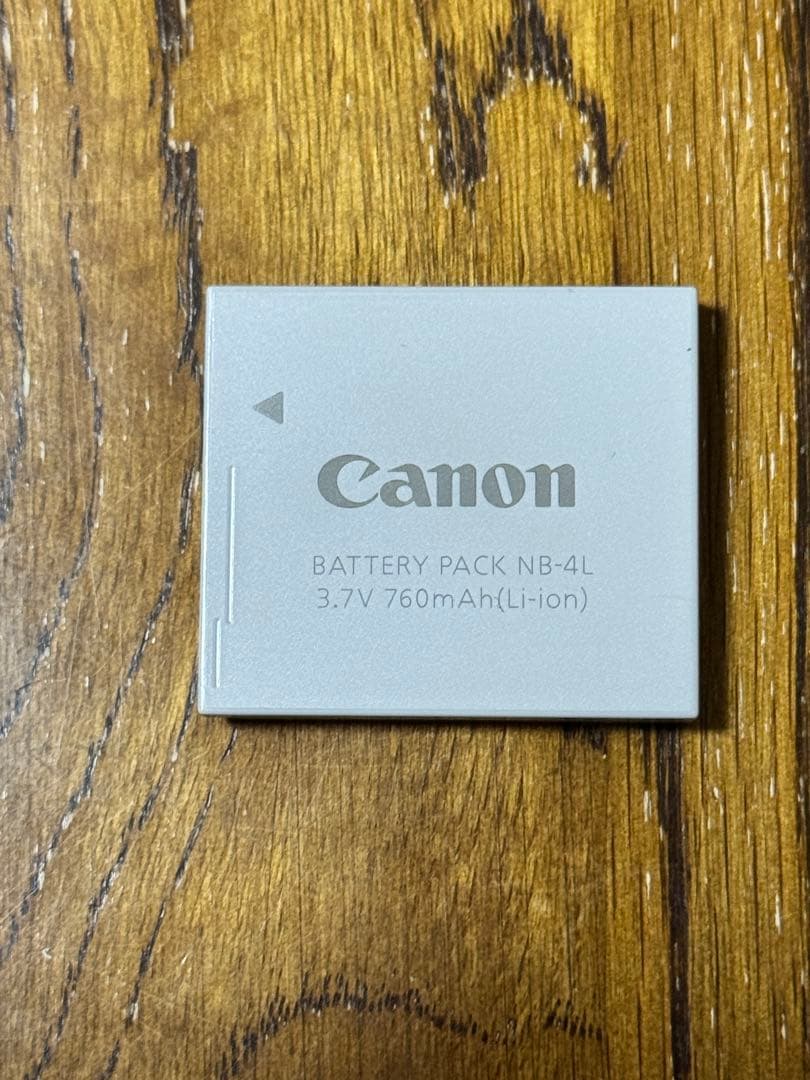 Canon
BATTERY PACK NB-4L
3.7V 760mAh(Li-ion)